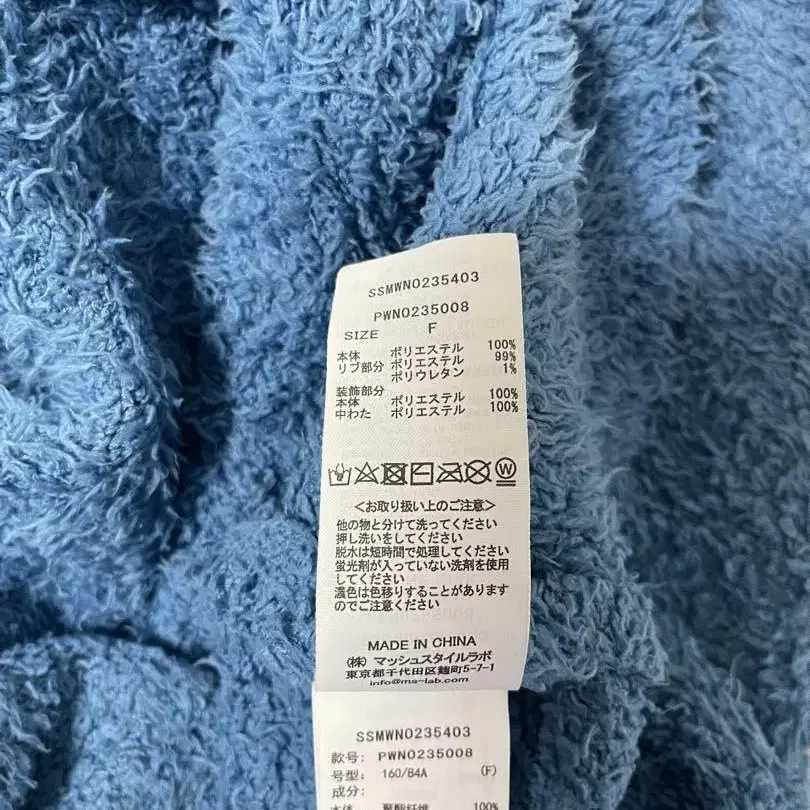 SSMWN0235403
PWN0235008
SIZE F
本体 ポリエステル 100%
リブ部分 ポリエステル 99%
ポリウレタン 1%
装飾部分
本体 ポリエステル 100%
中わた ポリエステル 100%
W
＜お取り扱い上のご注意＞
他の物と分けて洗ってください
押し洗いをしてください
脱水は短時間で処理してください
蛍光剤が入っていない洗剤を使用
してください
濃色は色移りすることがあります
のでご注意ください
MADE IN CHINA
(株) マッシュスタイルラボ
東京都千代田区麹町5-7-1
info@ms-lab.com
SSMWN0235403
款号: PWN0235008
号型: 160/84A (F)
成分:
本体 聚酯纤维 100%